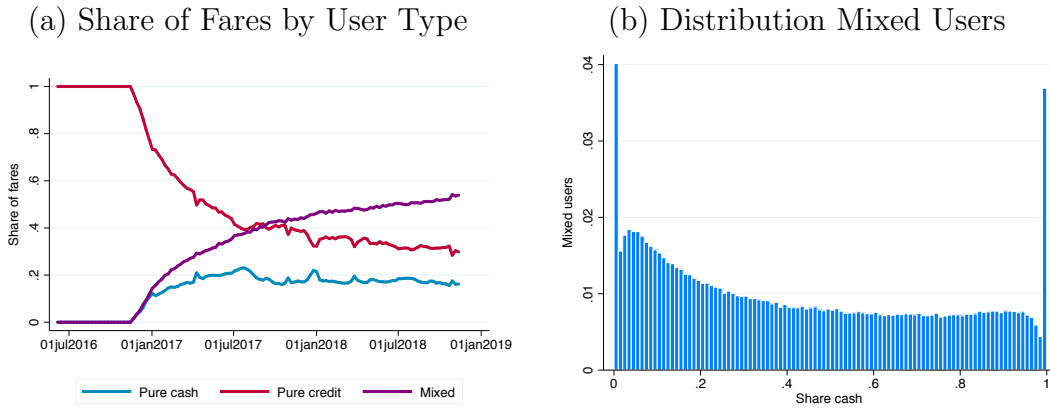 (a) Share of Fares by User Type
Share of fares
1
.8
.6
.4
.2
0
01jul2016 01jan2017 01jul2017 01jan2018 01jul2018 01jan2019
Pure cash Pure credit Mixed
(b) Distribution Mixed Users
Mixed users
.04
.03
.02
.01
0
0 .2 .4 .6 .8 1
Share cash